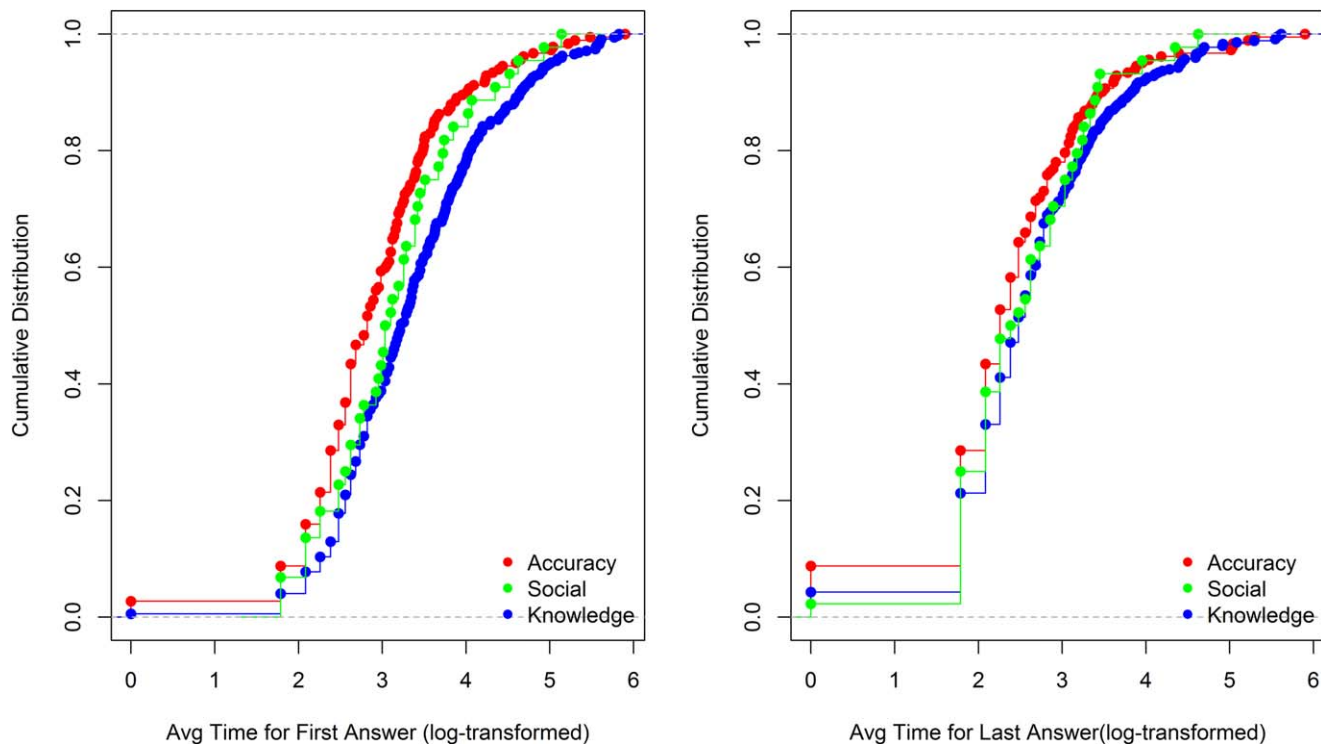 1.0
0.8
0.6
0.4
0.2
0.0
Cumulative Distribution
Accuracy
Social
Knowledge
0 1 2 3 4 5 6
Avg Time for First Answer (log-transformed)
1.0
0.8
0.6
0.4
0.2
0.0
Cumulative Distribution
Accuracy
Social
Knowledge
0 1 2 3 4 5 6
Avg Time for Last Answer(log-transformed)